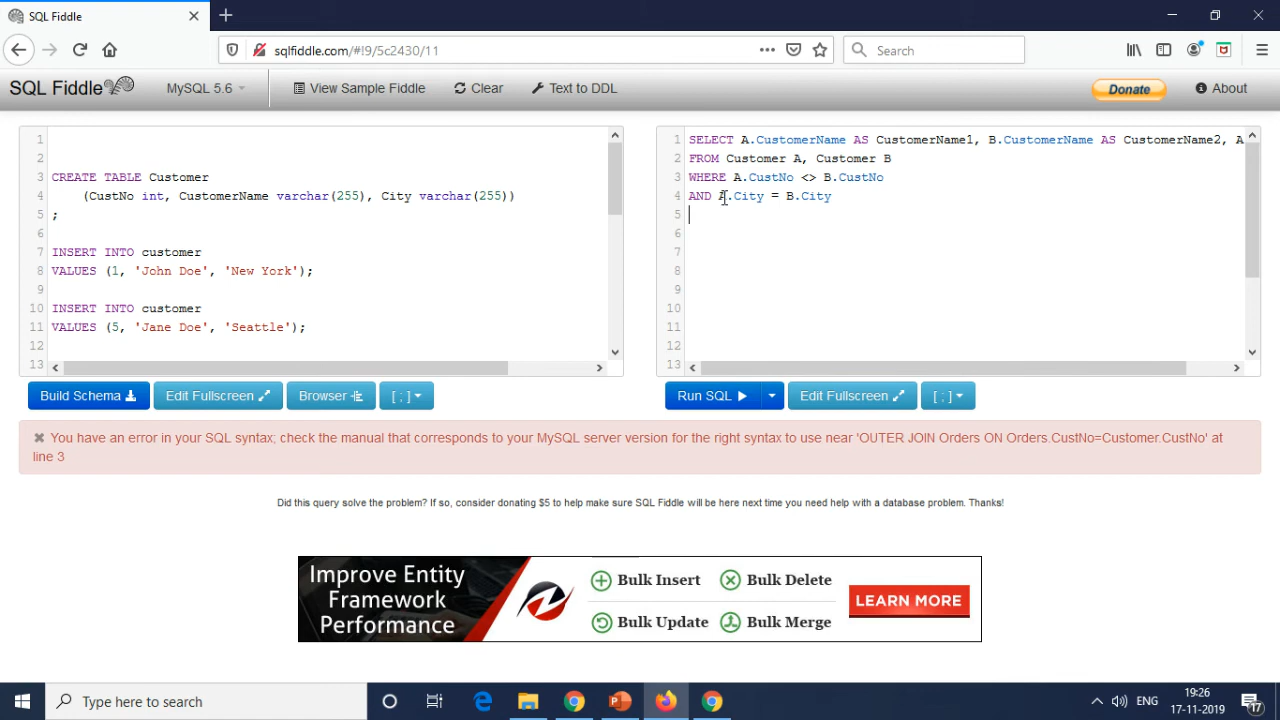 SQL Fiddle
sqlfiddle.com/#!9/5c2430/11
Search
SQL Fiddle
MySQL 5.6
View Sample Fiddle
Clear
Text to DDL
Donate
About
1
2
3 CREATE TABLE Customer
4 (CustNo int, CustomerName varchar(255), City varchar(255))
5 ;
6
7 INSERT INTO customer
8 VALUES (1, 'John Doe', 'New York');
9
10 INSERT INTO customer
11 VALUES (5, 'Jane Doe', 'Seattle');
12
13
1 SELECT A.CustomerName AS CustomerName1, B.CustomerName AS CustomerName2, A
2 FROM Customer A, Customer B
3 WHERE A.CustNo <> B.CustNo
4 AND A.City = B.City
5
6
7
8
9
10
11
12
13
Build Schema
Edit Fullscreen
Browser
[ ; ]
Run SQL
Edit Fullscreen
[ ; ]
You have an error in your SQL syntax; check the manual that corresponds to your MySQL server version for the right syntax to use near 'OUTER JOIN Orders ON Orders.CustNo=Customer.CustNo' at
line 3
Did this query solve the problem? If so, consider donating $5 to help make sure SQL Fiddle will be here next time you need help with a database problem. Thanks!
Improve Entity
Framework
Performance
Bulk Insert
Bulk Delete
Bulk Update
Bulk Merge
LEARN MORE
Type here to search
ENG
19:26
17-11-2019
17